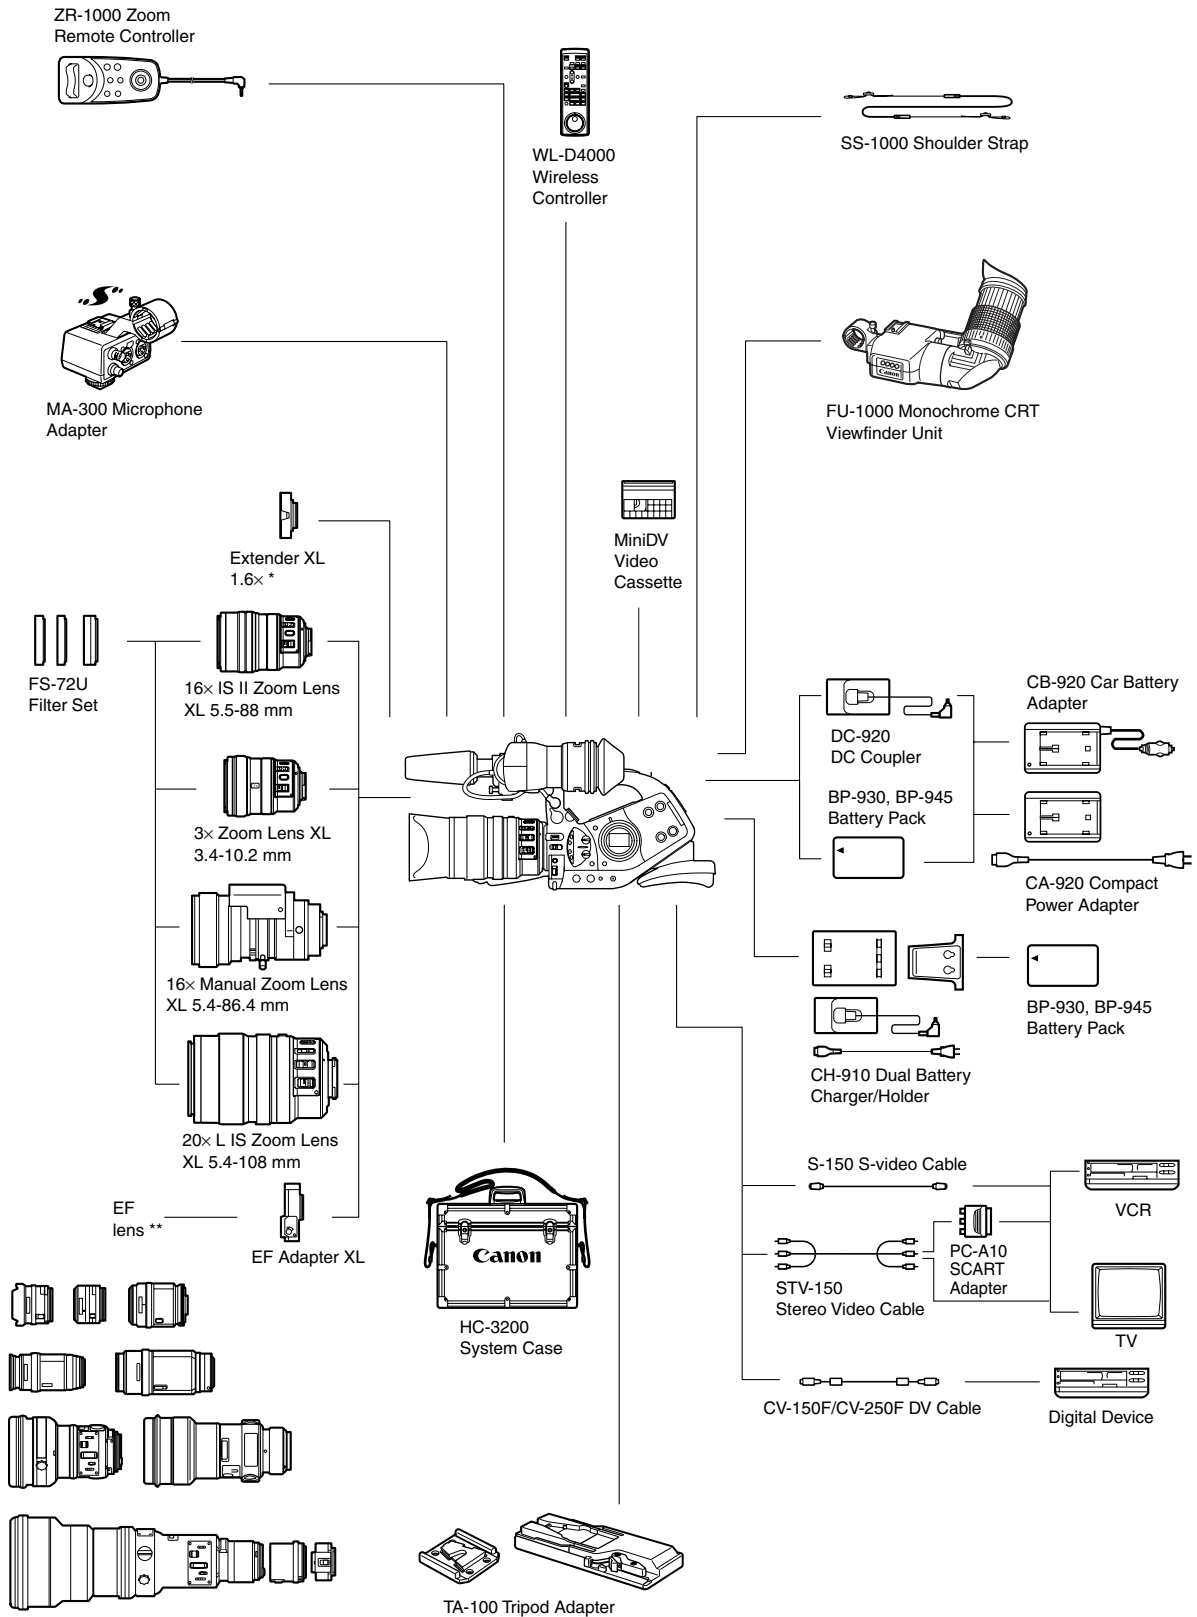 ZR-1000 Zoom
Remote Controller
WL-D4000
Wireless
Controller
SS-1000 Shoulder Strap
MA-300 Microphone
Adapter
Canon
FU-1000 Monochrome CRT
Viewfinder Unit
Extender XL
1.6× *
MiniDV
Video
Cassette
FS-72U
Filter Set
16× IS II Zoom Lens
XL 5.5-88 mm
3× Zoom Lens XL
3.4-10.2 mm
16× Manual Zoom Lens
XL 5.4-86.4 mm
20× L IS Zoom Lens
XL 5.4-108 mm
EF
lens **
EF Adapter XL
DC-920
DC Coupler
BP-930, BP-945
Battery Pack
CB-920 Car Battery
Adapter
CA-920 Compact
Power Adapter
BP-930, BP-945
Battery Pack
CH-910 Dual Battery
Charger/Holder
S-150 S-video Cable
VCR
PC-A10
SCART
Adapter
STV-150
Stereo Video Cable
TV
CV-150F/CV-250F DV Cable
Digital Device
Canon
HC-3200
System Case
TA-100 Tripod Adapter